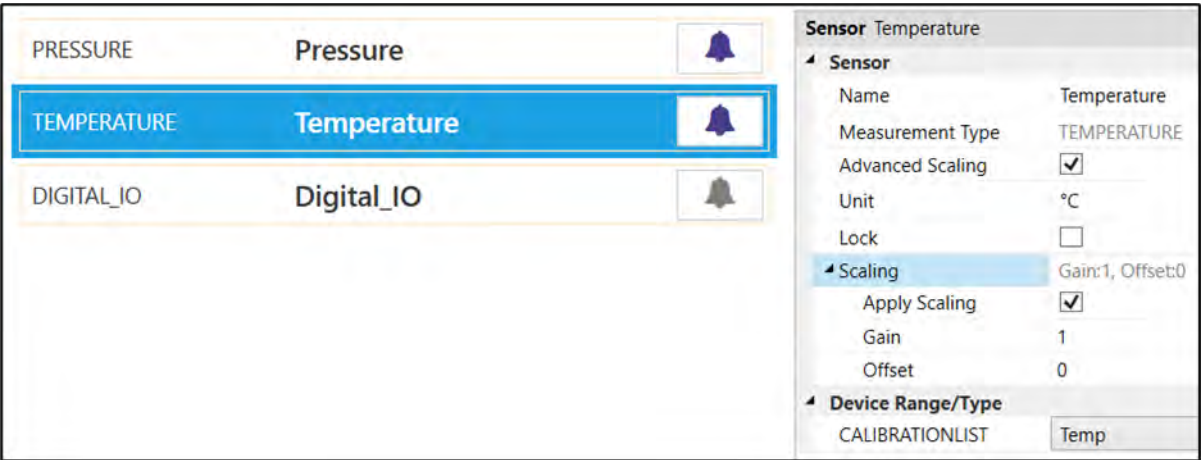 PRESSURE Pressure
TEMPERATURE Temperature
DIGITAL_IO Digital_IO
Sensor Temperature
Sensor
Name Temperature
Measurement Type TEMPERATURE
Advanced Scaling
Unit °C
Lock
Scaling Gain:1, Offset:0
Apply Scaling
Gain 1
Offset 0
Device Range/Type
CALIBRATIONLIST Temp